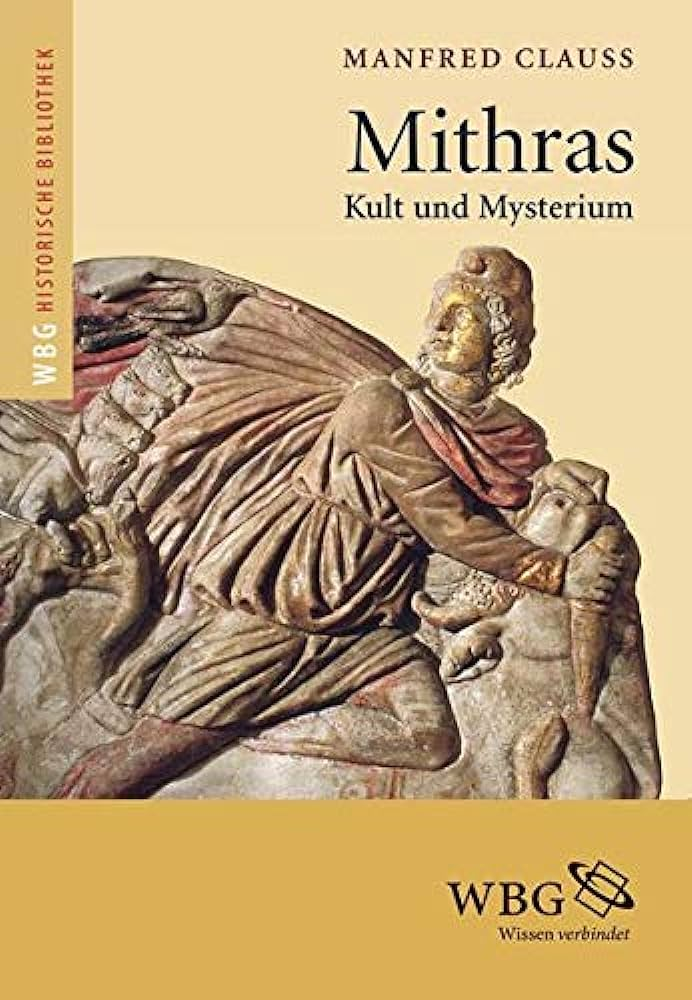 MANFRED CLAUSS
Mithras
Kult und Mysterium
WBG HISTORISCHE BIBLIOTHEK
WBG
Wissen verbindet